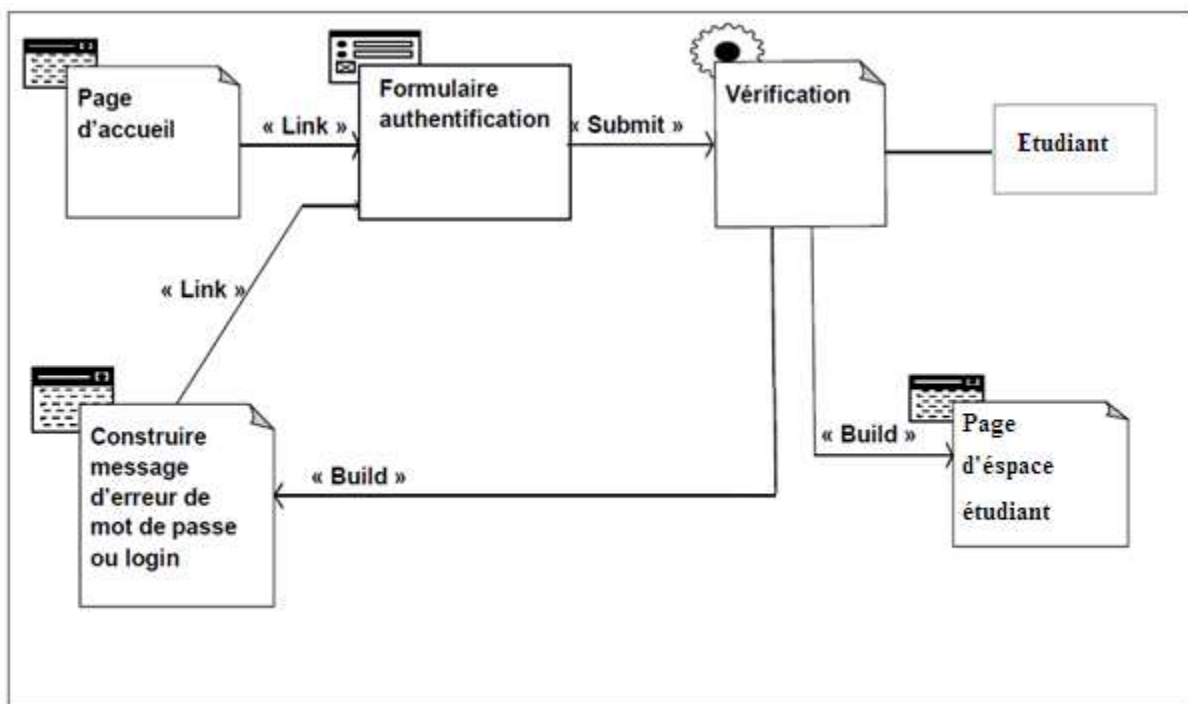 Page
d'accueil
« Link »
Formulaire
authentification
« Submit »
Vérification
Etudiant
« Link »
Construire
message
d'erreur de
mot de passe
ou login
« Build »
« Build »
Page
d'éspace
étudiant